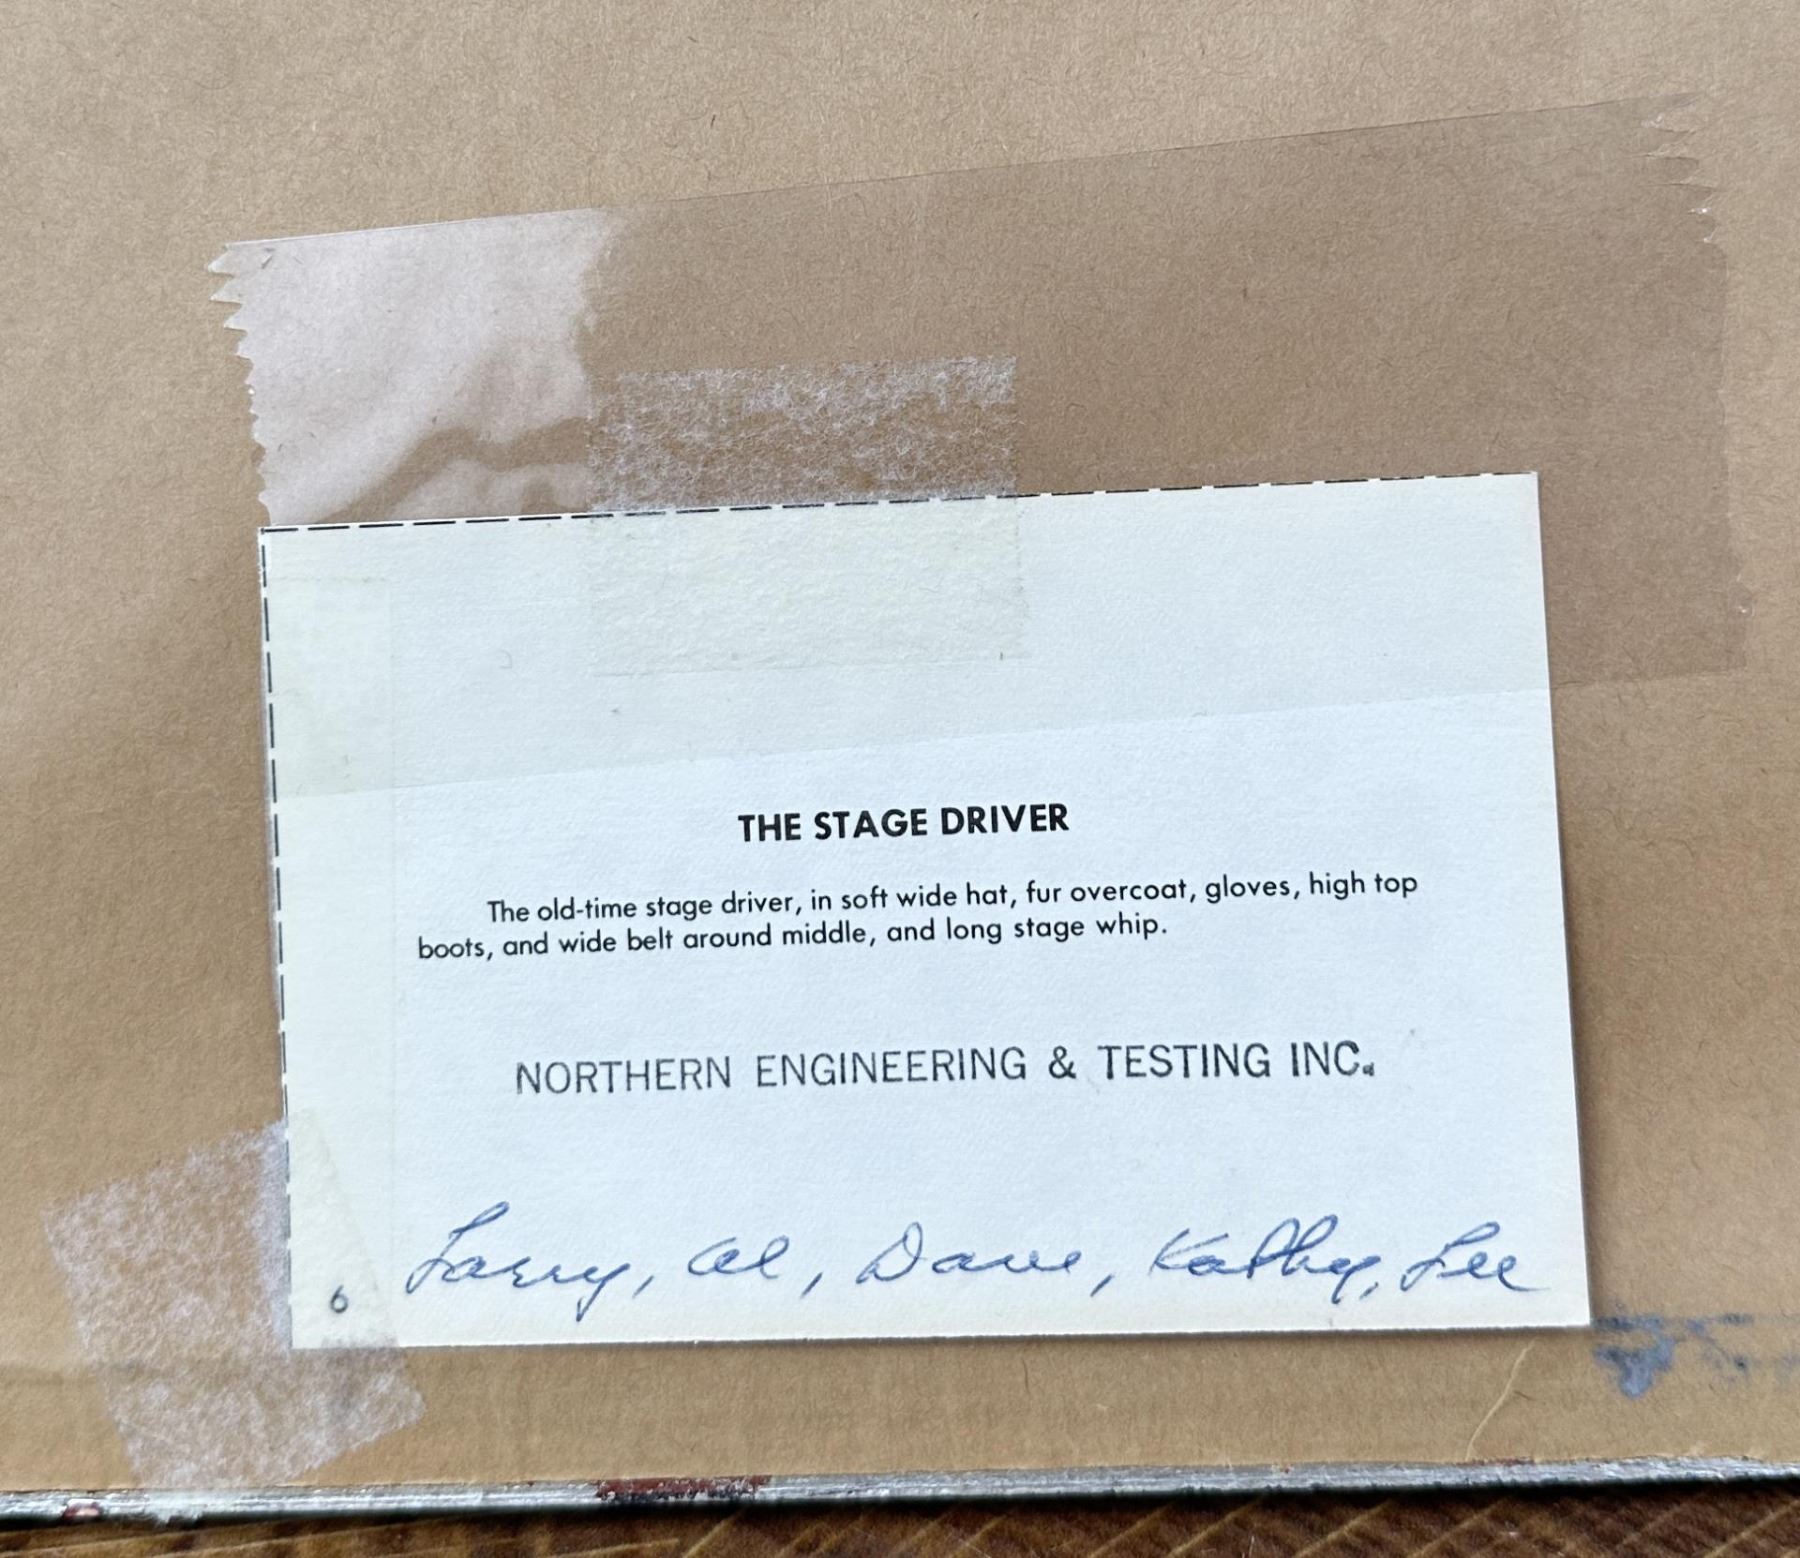 THE STAGE DRIVER
The old-time stage driver, in soft wide hat, fur overcoat, gloves, high top
boots, and wide belt around middle, and long stage whip.
NORTHERN ENGINEERING & TESTING INC.
6 Larry, Al, Dave, Kathy, Lee